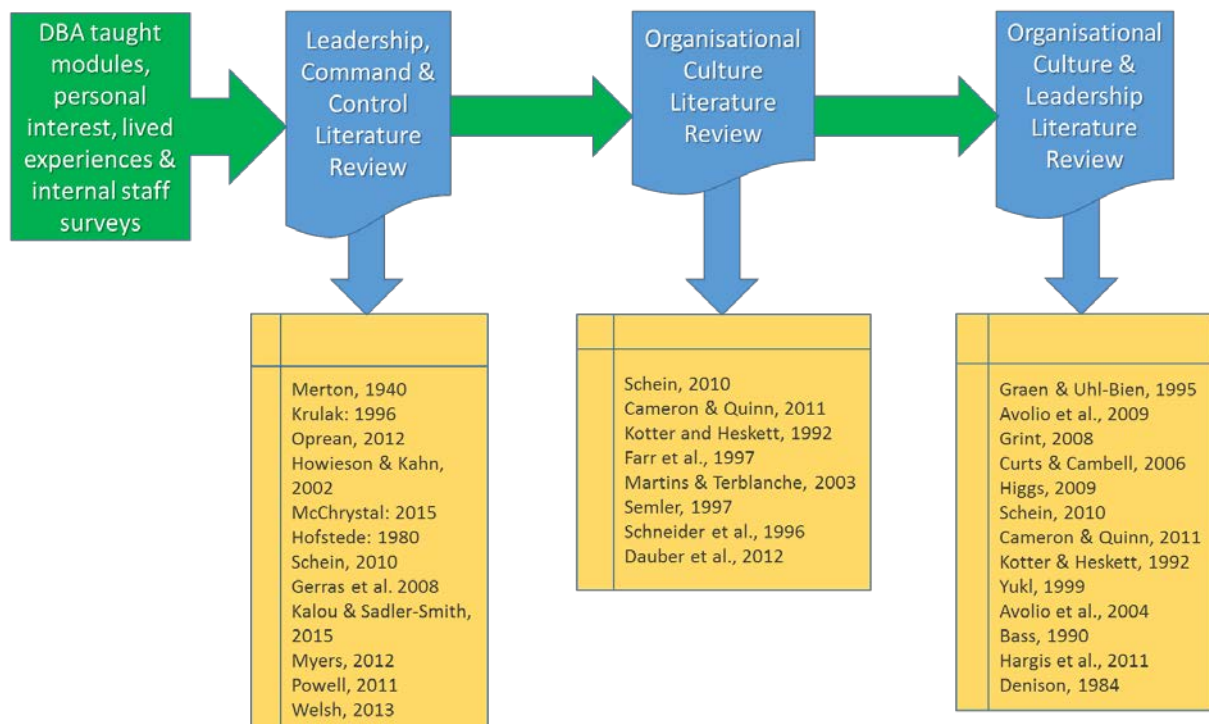 DBA taught
modules,
personal
interest, lived
experiences &
internal staff
surveys
Leadership,
Command &
Control
Literature
Review
Organisational
Culture
Literature
Review
Organisational
Culture &
Leadership
Literature
Review
Merton, 1940
Krulak: 1996
Oprean, 2012
Howieson & Kahn,
2002
McChrystal: 2015
Hofstede: 1980
Schein, 2010
Gerras et al. 2008
Kalou & Sadler-Smith,
2015
Myers, 2012
Powell, 2011
Welsh, 2013
Schein, 2010
Cameron & Quinn, 2011
Kotter and Heskett, 1992
Farr et al., 1997
Martins & Terblanche, 2003
Semler, 1997
Schneider et al., 1996
Dauber et al., 2012
Graen & Uhl-Bien, 1995
Avolio et al., 2009
Grint, 2008
Curts & Cambell, 2006
Higgs, 2009
Schein, 2010
Cameron & Quinn, 2011
Kotter & Heskett, 1992
Yukl, 1999
Avolio et al., 2004
Bass, 1990
Hargis et al., 2011
Denison, 1984